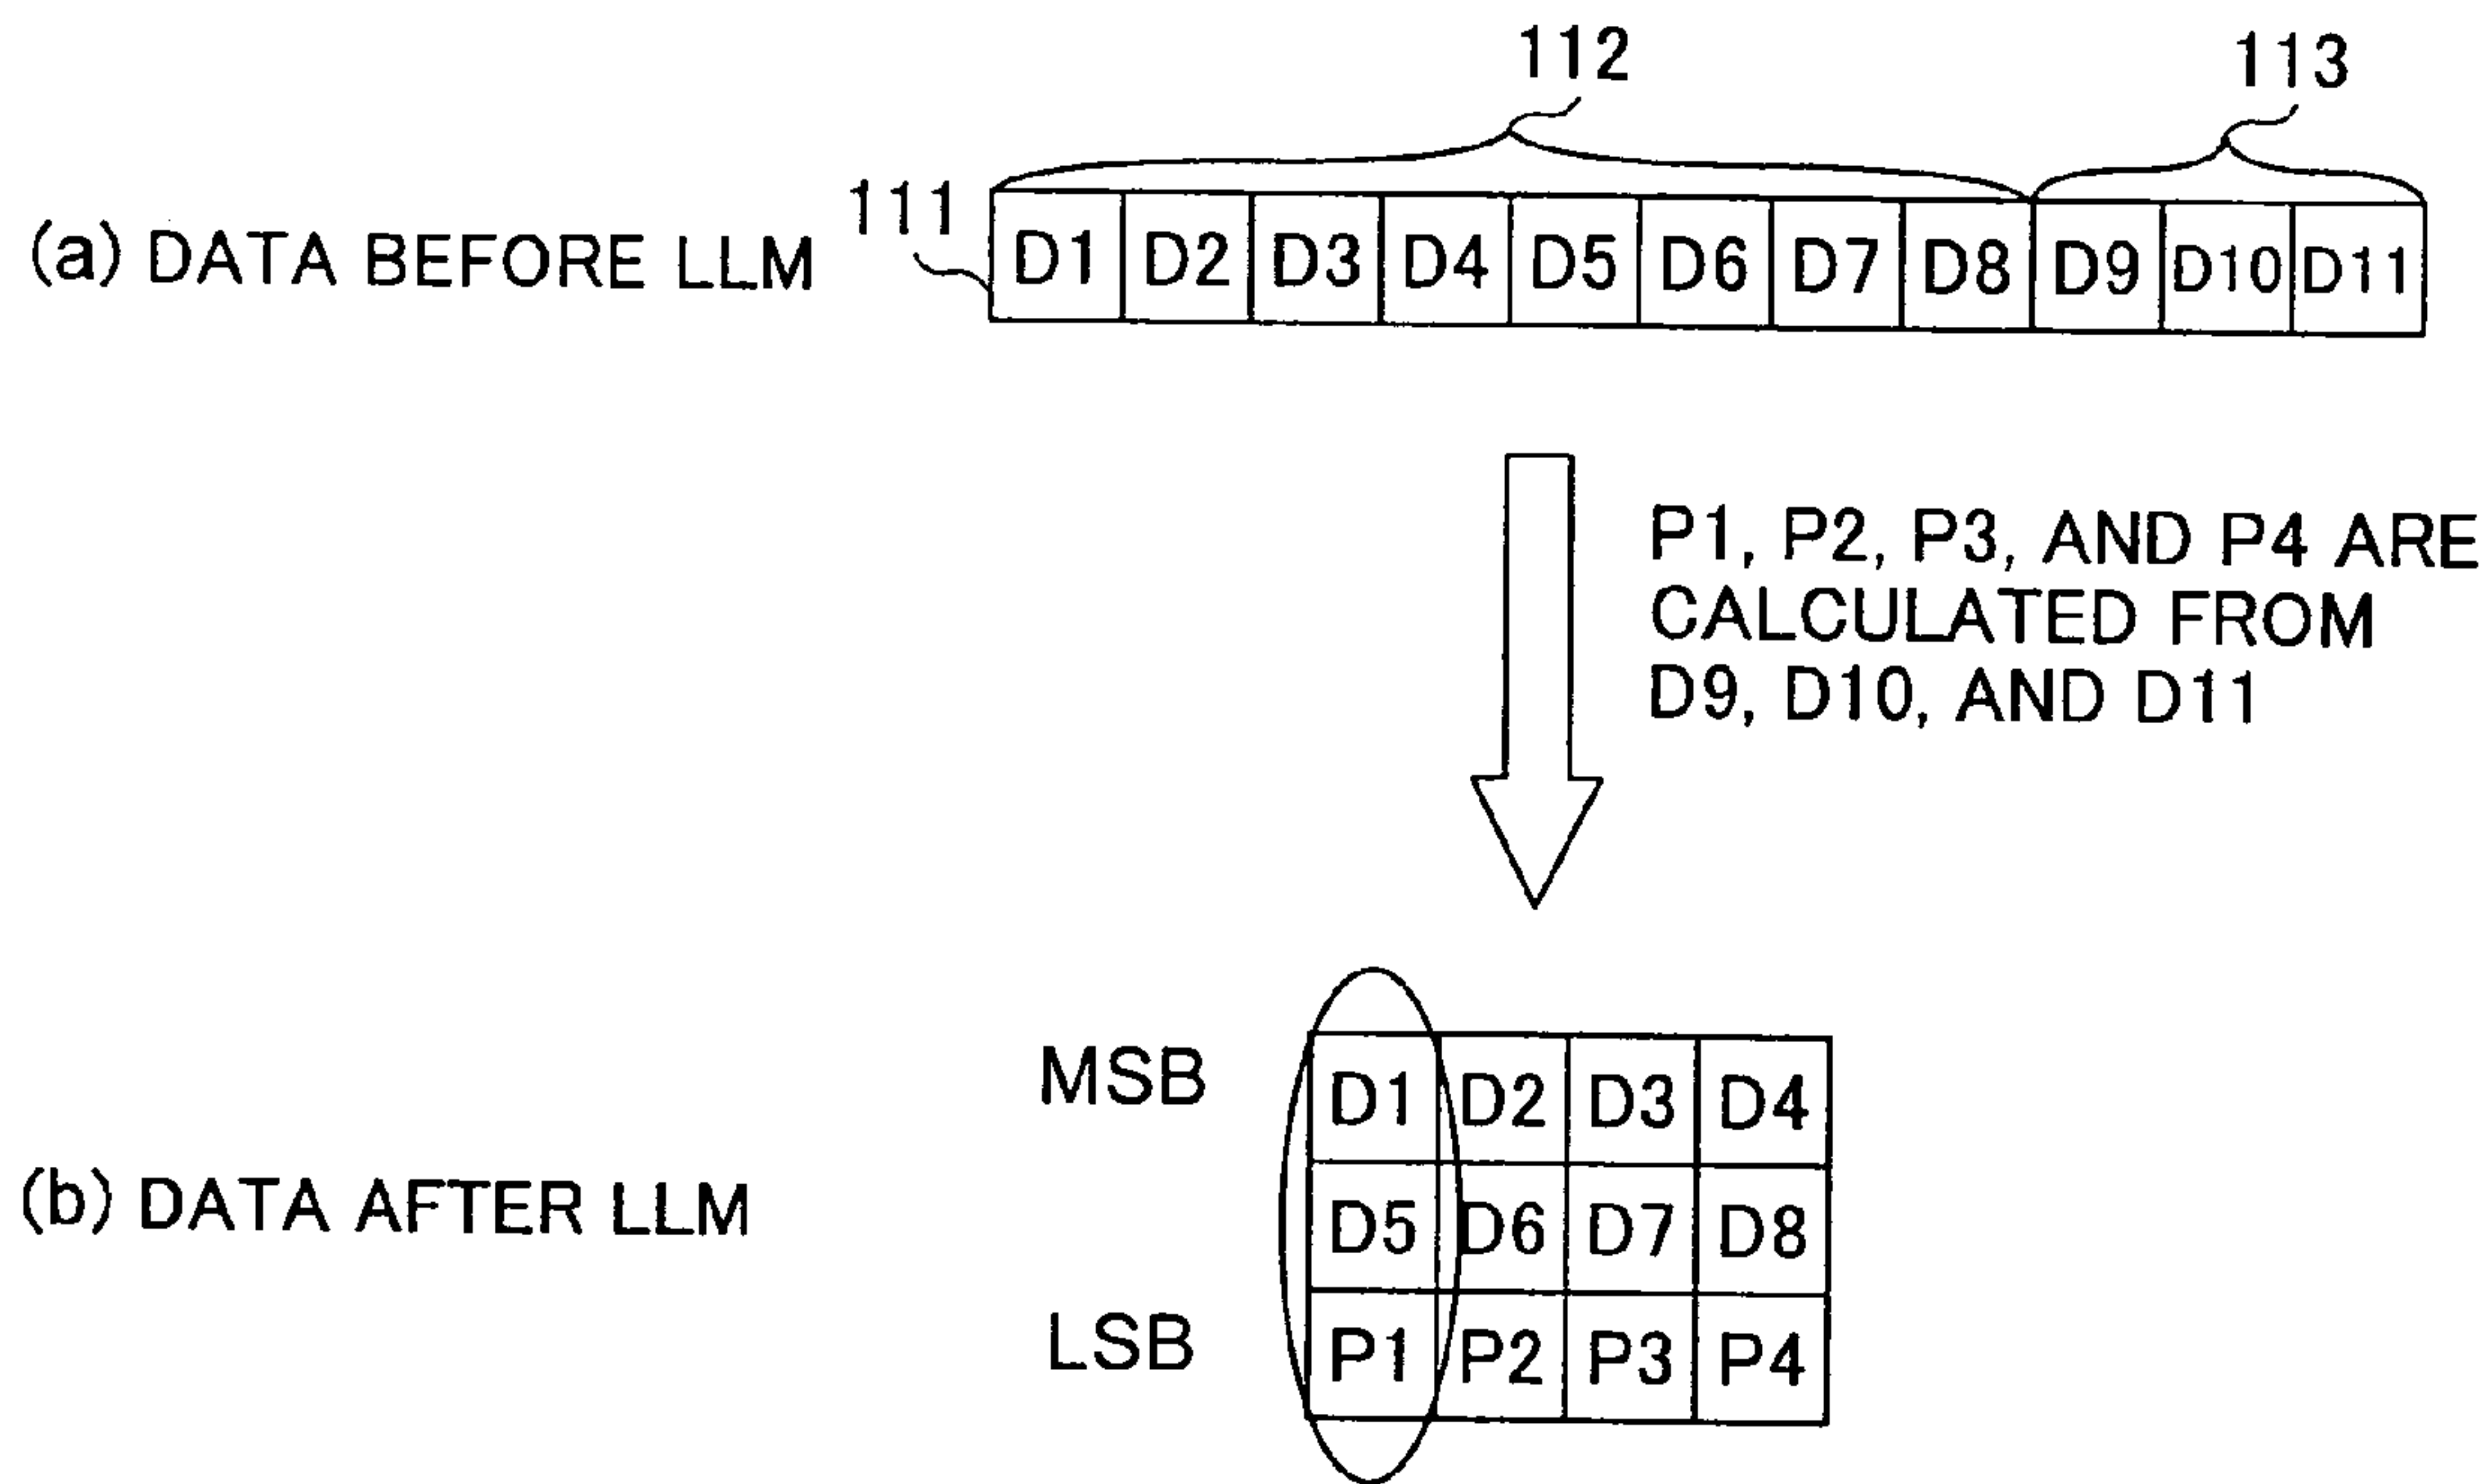 112
113
111
(a) DATA BEFORE LLM
D1 D2 D3 D4 D5 D6 D7 D8 D9 D10 D11
P1, P2, P3, AND P4 ARE
CALCULATED FROM
D9, D10, AND D11
MSB
D1 D2 D3 D4
(b) DATA AFTER LLM
D5 D6 D7 D8
LSB
P1 P2 P3 P4